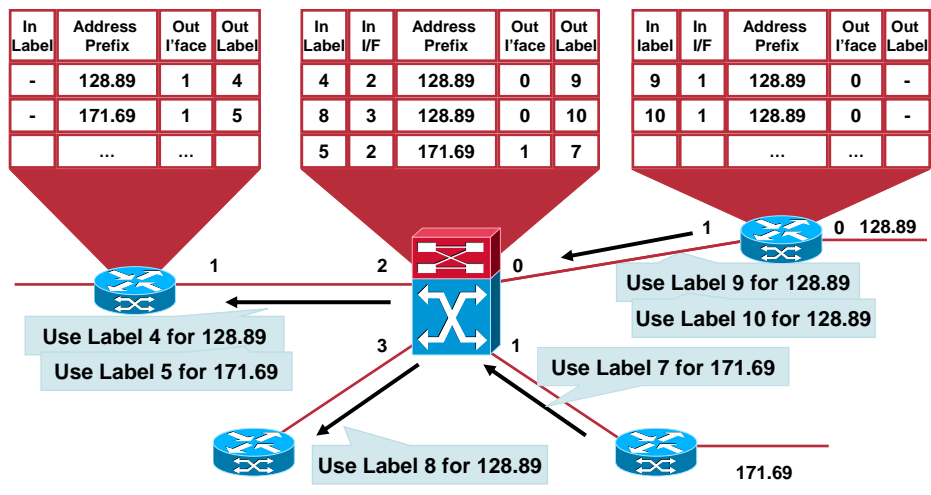 In Label Address Prefix Out I'face Out Label
- 128.89 1 4
- 171.69 1 5
… …
In Label In I/F Address Prefix Out I'face Out Label
4 2 128.89 0 9
8 3 128.89 0 10
5 2 171.69 1 7
In label In I/F Address Prefix Out I'face Out Label
9 1 128.89 0 -
10 1 128.89 0 -
… …
1 0 128.89
1 2 0
Use Label 9 for 128.89
Use Label 10 for 128.89
Use Label 4 for 128.89
Use Label 5 for 171.69
3 1
Use Label 7 for 171.69
Use Label 8 for 128.89
171.69